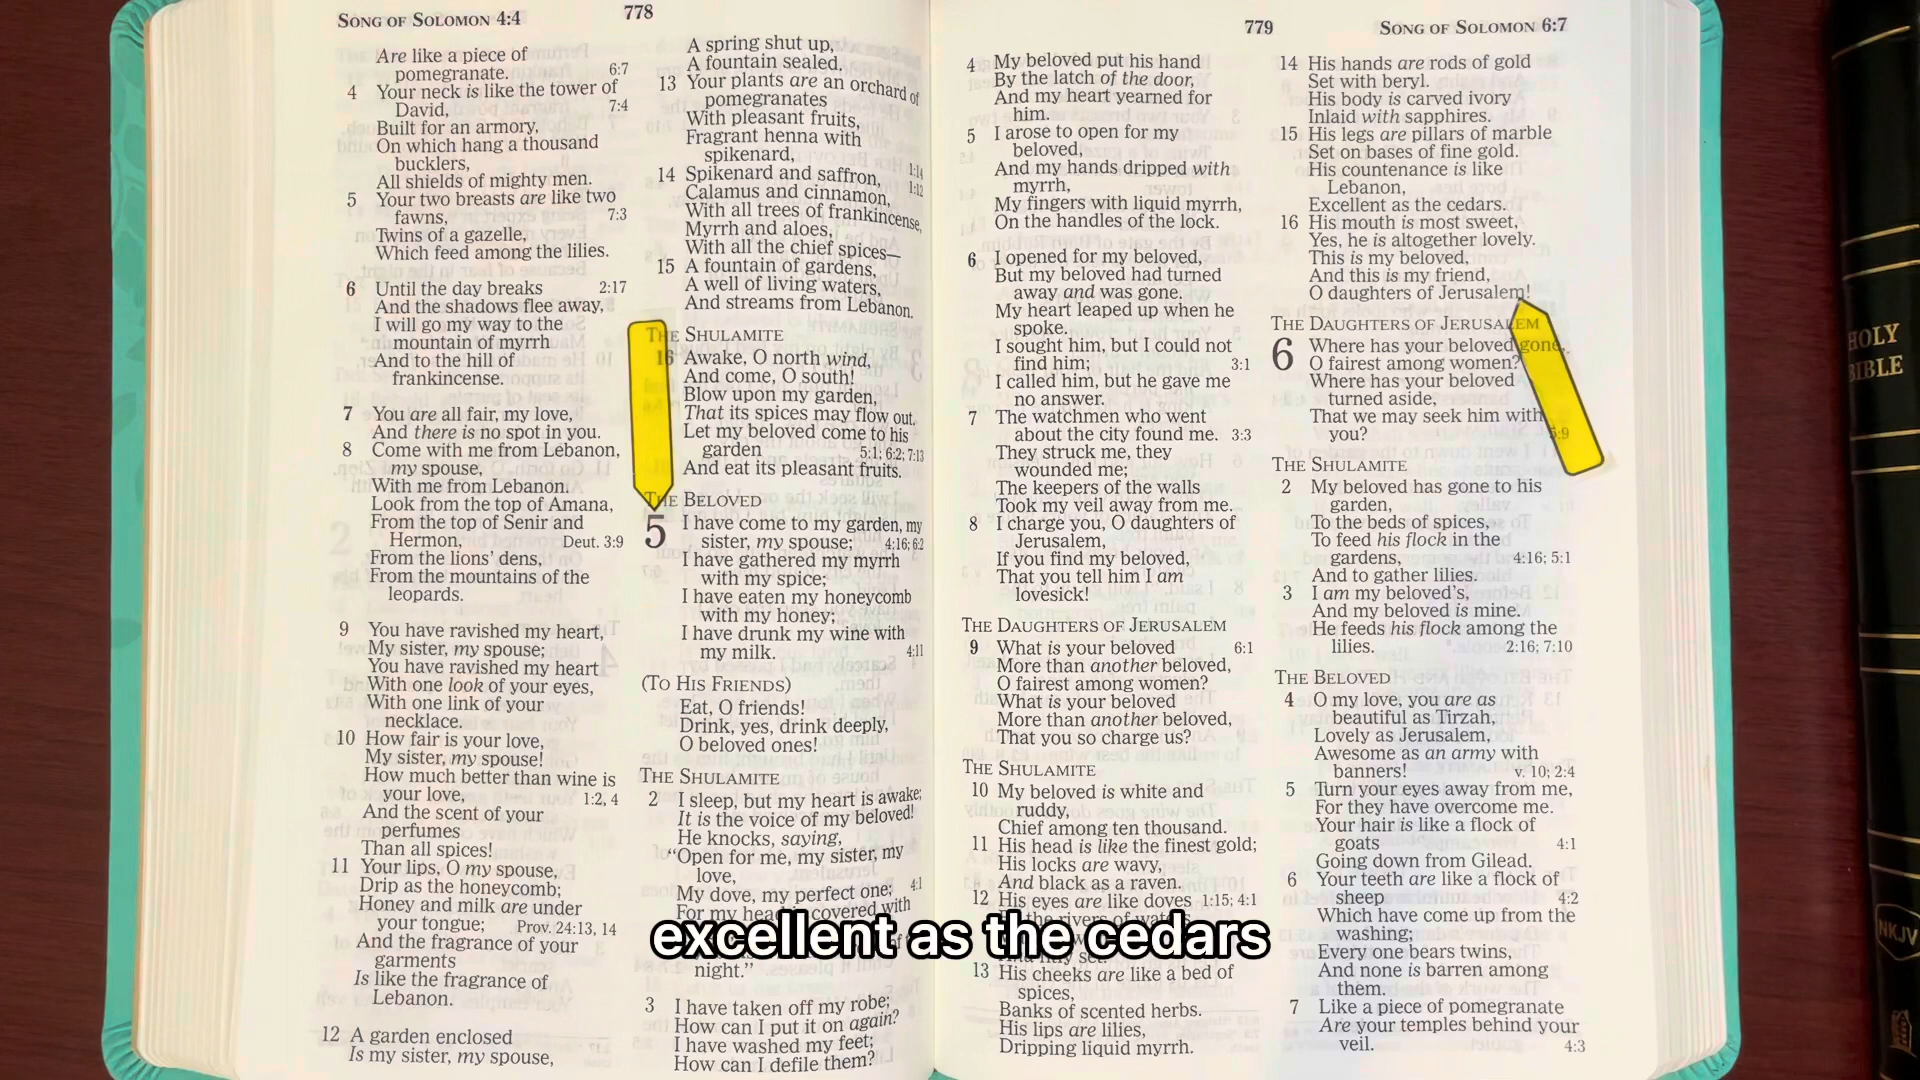 SONG OF SOLOMON 4:4
778
Are like a piece of
pomegranate. 6:7
4 Your neck is like the tower of
David, 7:4
Built for an armory,
On which hang a thousand
bucklers,
All shields of mighty men.
5 Your two breasts are like two
fawns, 7:3
Twins of a gazelle,
Which feed among the lilies.
6 Until the day breaks 2:17
And the shadows flee away,
I will go my way to the
mountain of myrrh
And to the hill of
frankincense.
7 You are all fair, my love,
And there is no spot in you.
8 Come with me from Lebanon,
my spouse,
With me from Lebanon.
Look from the top of Amana,
From the top of Senir and
Hermon, Deut. 3:9
From the lions' dens,
From the mountains of the
leopards.
9 You have ravished my heart,
My sister, my spouse;
You have ravished my heart
With one look of your eyes,
With one link of your
necklace.
10 How fair is your love,
My sister, my spouse!
How much better than wine is
your love, 1:2, 4
And the scent of your
perfumes
Than all spices!
11 Your lips, O my spouse,
Drip as the honeycomb;
Honey and milk are under
your tongue; Prov. 24:13, 14
And the fragrance of your
garments
Is like the fragrance of
Lebanon.
12 A garden enclosed
Is my sister, my spouse,
A spring shut up,
A fountain sealed.
13 Your plants are an orchard of
pomegranates
With pleasant fruits,
Fragrant henna with
spikenard,
14 Spikenard and saffron, 1:14
Calamus and cinnamon, 1:12
With all trees of frankincense,
Myrrh and aloes,
With all the chief spices—
15 A fountain of gardens,
A well of living waters,
And streams from Lebanon.
THE SHULAMITE
16 Awake, O north wind,
And come, O south!
Blow upon my garden,
That its spices may flow out.
Let my beloved come to his
garden 5:1; 6:2; 7:13
And eat its pleasant fruits.
THE BELOVED
5 I have come to my garden, my
sister, my spouse; 4:16; 6:2
I have gathered my myrrh
with my spice;
I have eaten my honeycomb
with my honey;
I have drunk my wine with
my milk. 4:11
(TO HIS FRIENDS)
Eat, O friends!
Drink, yes, drink deeply,
O beloved ones!
THE SHULAMITE
2 I sleep, but my heart is awake;
It is the voice of my beloved!
He knocks, saying,
"Open for me, my sister, my
love,
My dove, my perfect one; 4:1
For my head is covered with
night."
3 I have taken off my robe;
How can I put it on again?
I have washed my feet;
How can I defile them?
779
SONG OF SOLOMON 6:7
4 My beloved put his hand
By the latch of the door,
And my heart yearned for
him.
5 I arose to open for my
beloved,
And my hands dripped with
myrrh,
My fingers with liquid myrrh,
On the handles of the lock.
6 I opened for my beloved,
But my beloved had turned
away and was gone.
My heart leaped up when he
spoke.
I sought him, but I could not
find him; 3:1
I called him, but he gave me
no answer.
7 The watchmen who went
about the city found me. 3:3
They struck me, they
wounded me;
The keepers of the walls
Took my veil away from me.
8 I charge you, O daughters of
Jerusalem,
If you find my beloved,
That you tell him I am
lovesick!
THE DAUGHTERS OF JERUSALEM
9 What is your beloved 6:1
More than another beloved,
O fairest among women?
What is your beloved
More than another beloved,
That you so charge us?
THE SHULAMITE
10 My beloved is white and
ruddy,
Chief among ten thousand.
11 His head is like the finest gold;
His locks are wavy,
And black as a raven.
12 His eyes are like doves 1:15; 4:1
the rivers of waters,
And fitly set.
13 His cheeks are like a bed of
spices,
Banks of scented herbs.
His lips are lilies,
Dripping liquid myrrh.
14 His hands are rods of gold
Set with beryl.
His body is carved ivory
Inlaid with sapphires.
15 His legs are pillars of marble
Set on bases of fine gold.
His countenance is like
Lebanon,
Excellent as the cedars.
16 His mouth is most sweet,
Yes, he is altogether lovely.
This is my beloved,
And this is my friend,
O daughters of Jerusalem!
THE DAUGHTERS OF JERUSALEM
6 Where has your beloved gone,
O fairest among women?
Where has your beloved
turned aside,
That we may seek him with
you? 5:9
THE SHULAMITE
2 My beloved has gone to his
garden,
To the beds of spices,
To feed his flock in the
gardens, 4:16; 5:1
And to gather lilies.
3 I am my beloved's,
And my beloved is mine.
He feeds his flock among the
lilies. 2:16; 7:10
THE BELOVED
4 O my love, you are as
beautiful as Tirzah,
Lovely as Jerusalem,
Awesome as an army with
banners! v. 10; 2:4
5 Turn your eyes away from me,
For they have overcome me.
Your hair is like a flock of
goats 4:1
Going down from Gilead.
6 Your teeth are like a flock of
sheep 4:2
Which have come up from the
washing;
Every one bears twins,
And none is barren among
them.
7 Like a piece of pomegranate
Are your temples behind your
veil. 4:3
excellent as the cedars
HOLY
BIBLE
NKJV